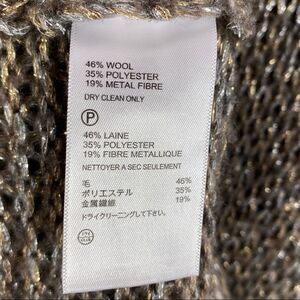 46% WOOL
35% POLYESTER
19% METAL FIBRE
DRY CLEAN ONLY
P
46% LAINE
35% POLYESTER
19% FIBRE METALLIQUE
NETTOYER A SEC SEULEMENT
毛 46%
ポリエステル 35%
金属繊維 19%
ドライクリーニングして下さい。